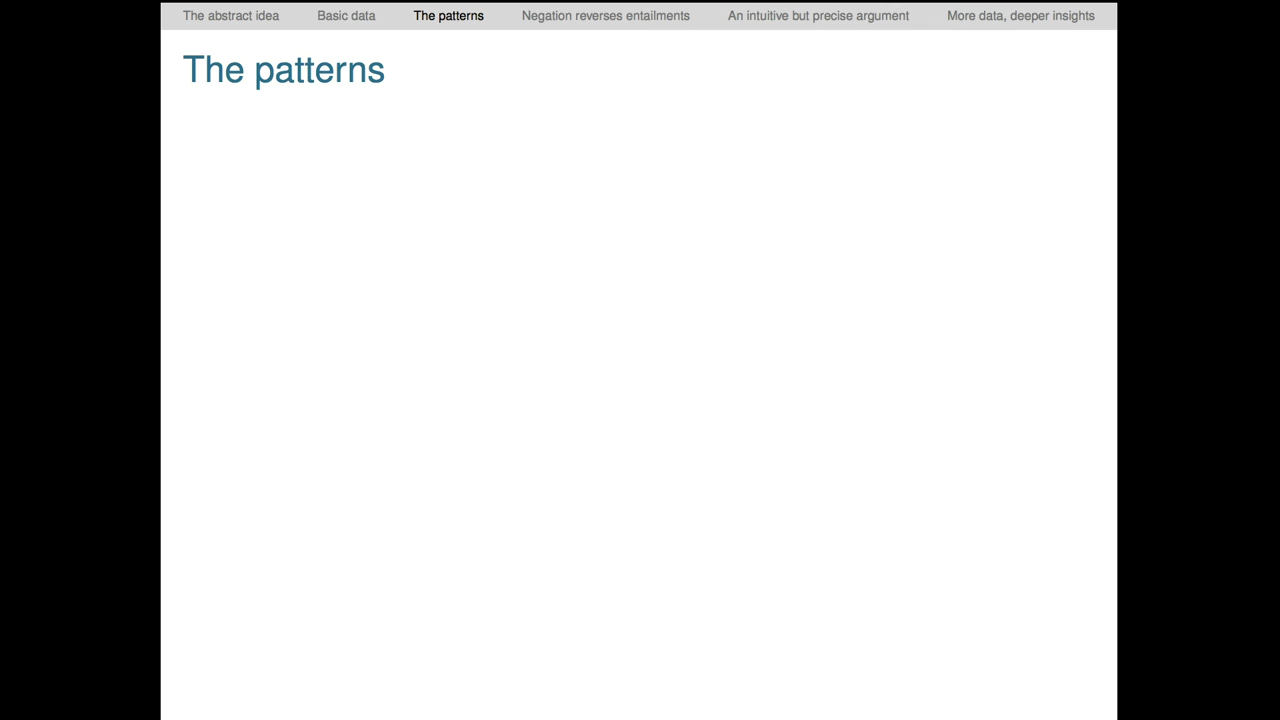 The abstract idea Basic data The patterns Negation reverses entailments An intuitive but precise argument More data, deeper insights
The patterns